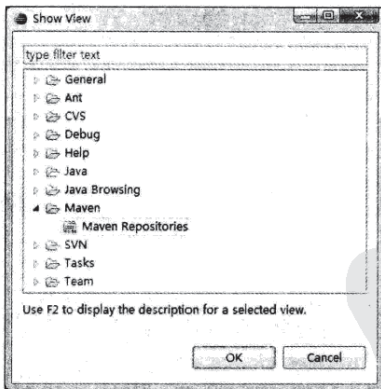 Show View
type filter text
General
Ant
CVS
Debug
Help
Java
Java Browsing
Maven
Maven Repositories
SVN
Tasks
Team
Use F2 to display the description for a selected view.
OK Cancel